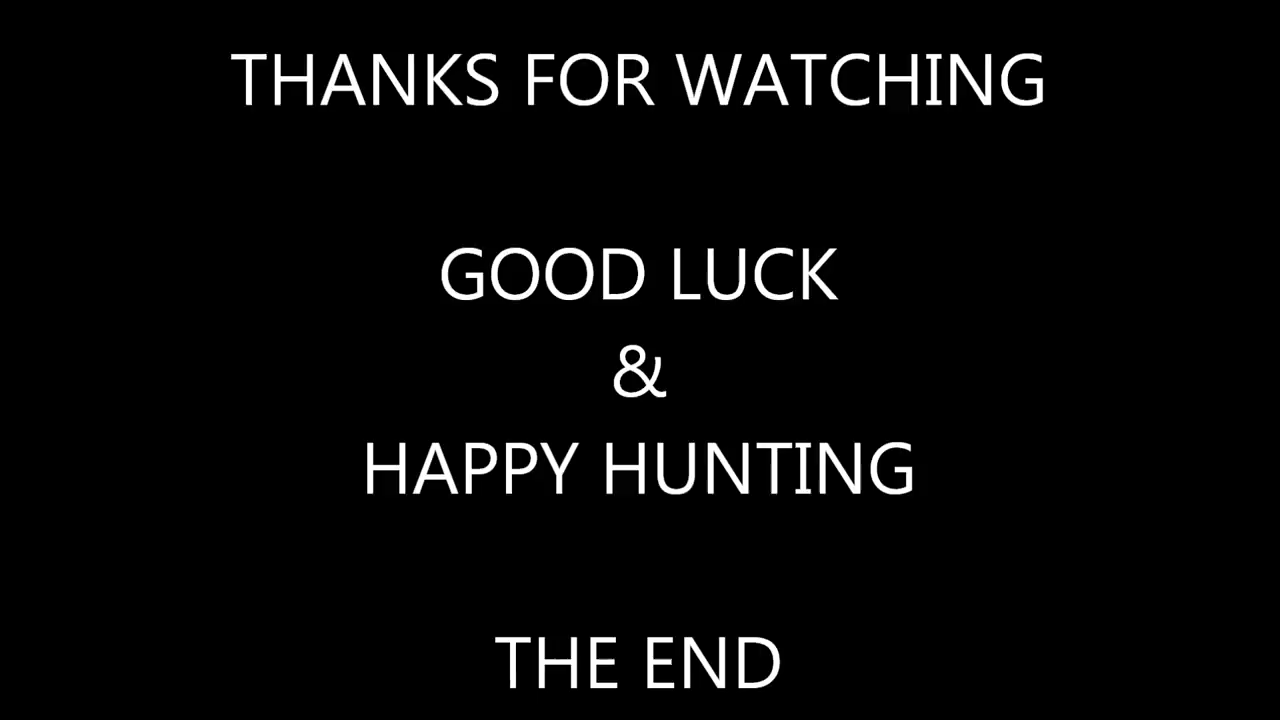 THANKS FOR WATCHING
GOOD LUCK
&
HAPPY HUNTING
THE END